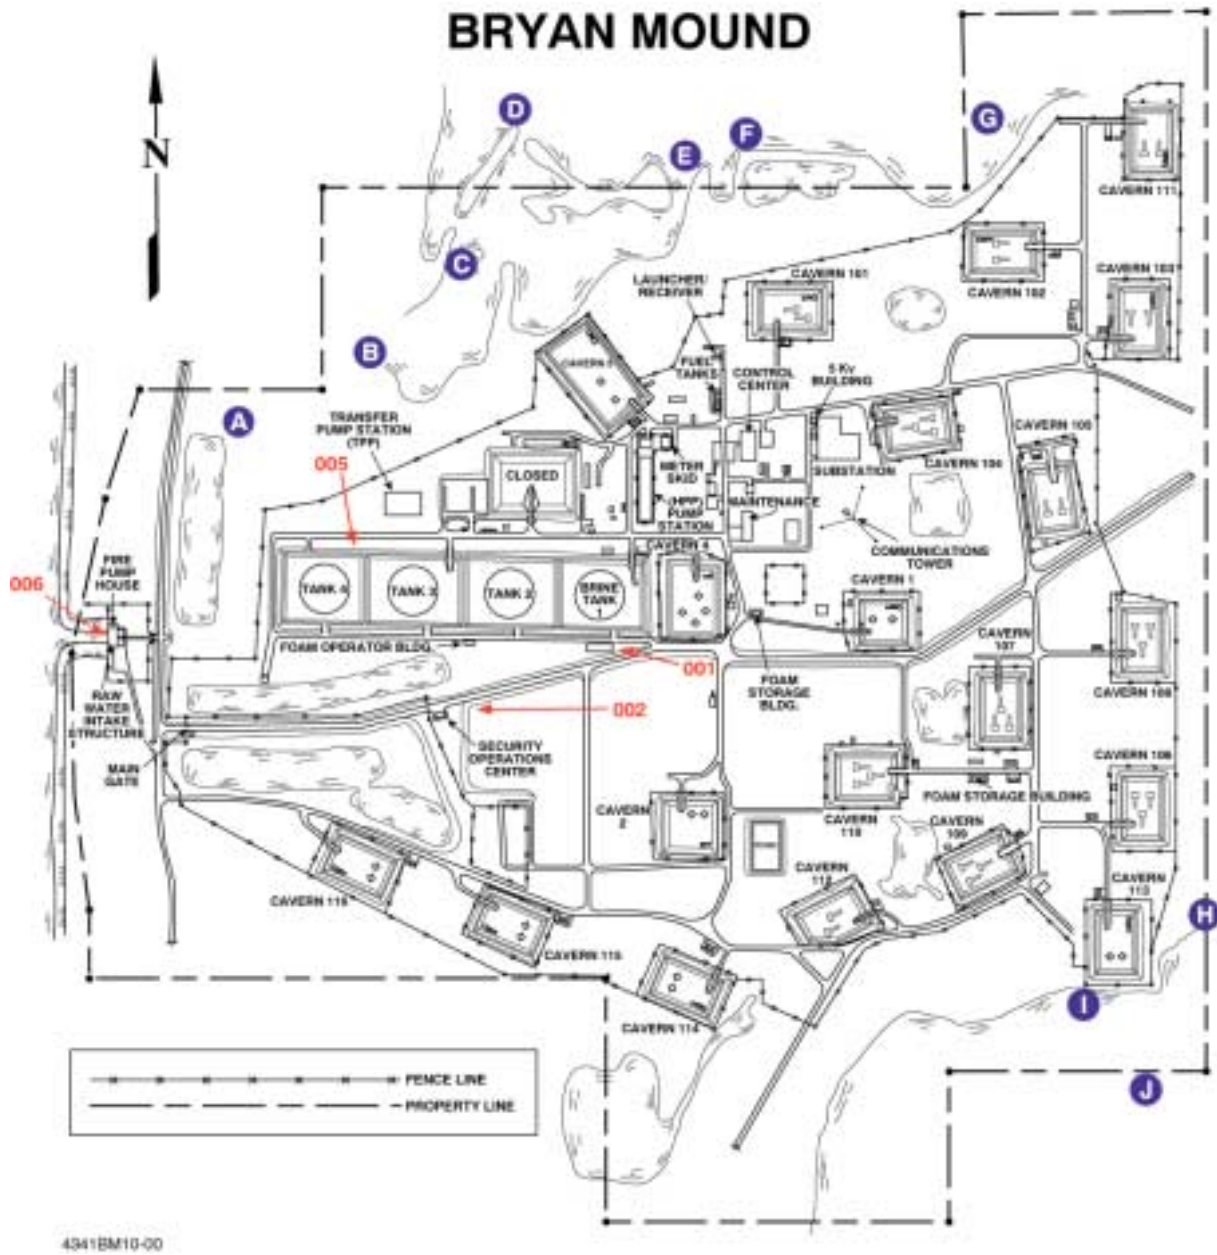 BRYAN MOUND
N
D
G
F
E
CAVERN 111
C
LAUNCHER/
RECEIVER
CAVERN 101
CAVERN 103
CAVERN 102
B
CAVERN 5
FUEL
TANKS
CONTROL
CENTER
5 Kv
BUILDING
A
TRANSFER
PUMP STATION
(TPP)
CAVERN 105
005
CLOSED
METER
SKID
SUBSTATION
CAVERN 104
(HPP)
PUMP
STATION
MAINTENANCE
COMMUNICATIONS
TOWER
FIRE
PUMP
HOUSE
006
CAVERN 4
CAVERN 1
TANK 4
TANK 3
TANK 2
BRINE
TANK
1
FOAM OPERATOR BLDG.
001
FOAM
STORAGE
BLDG.
CAVERN
107
RAW
WATER
INTAKE
STRUCTURE
002
SECURITY
OPERATIONS
CENTER
MAIN
GATE
FOAM STORAGE BUILDING
CAVERN
2
CAVERN
110
CAVERN
109
CAVERN
112
CAVERN
113
CAVERN 116
CAVERN 115
H
CAVERN 114
I
J
FENCE LINE
PROPERTY LINE
4341BM10-00